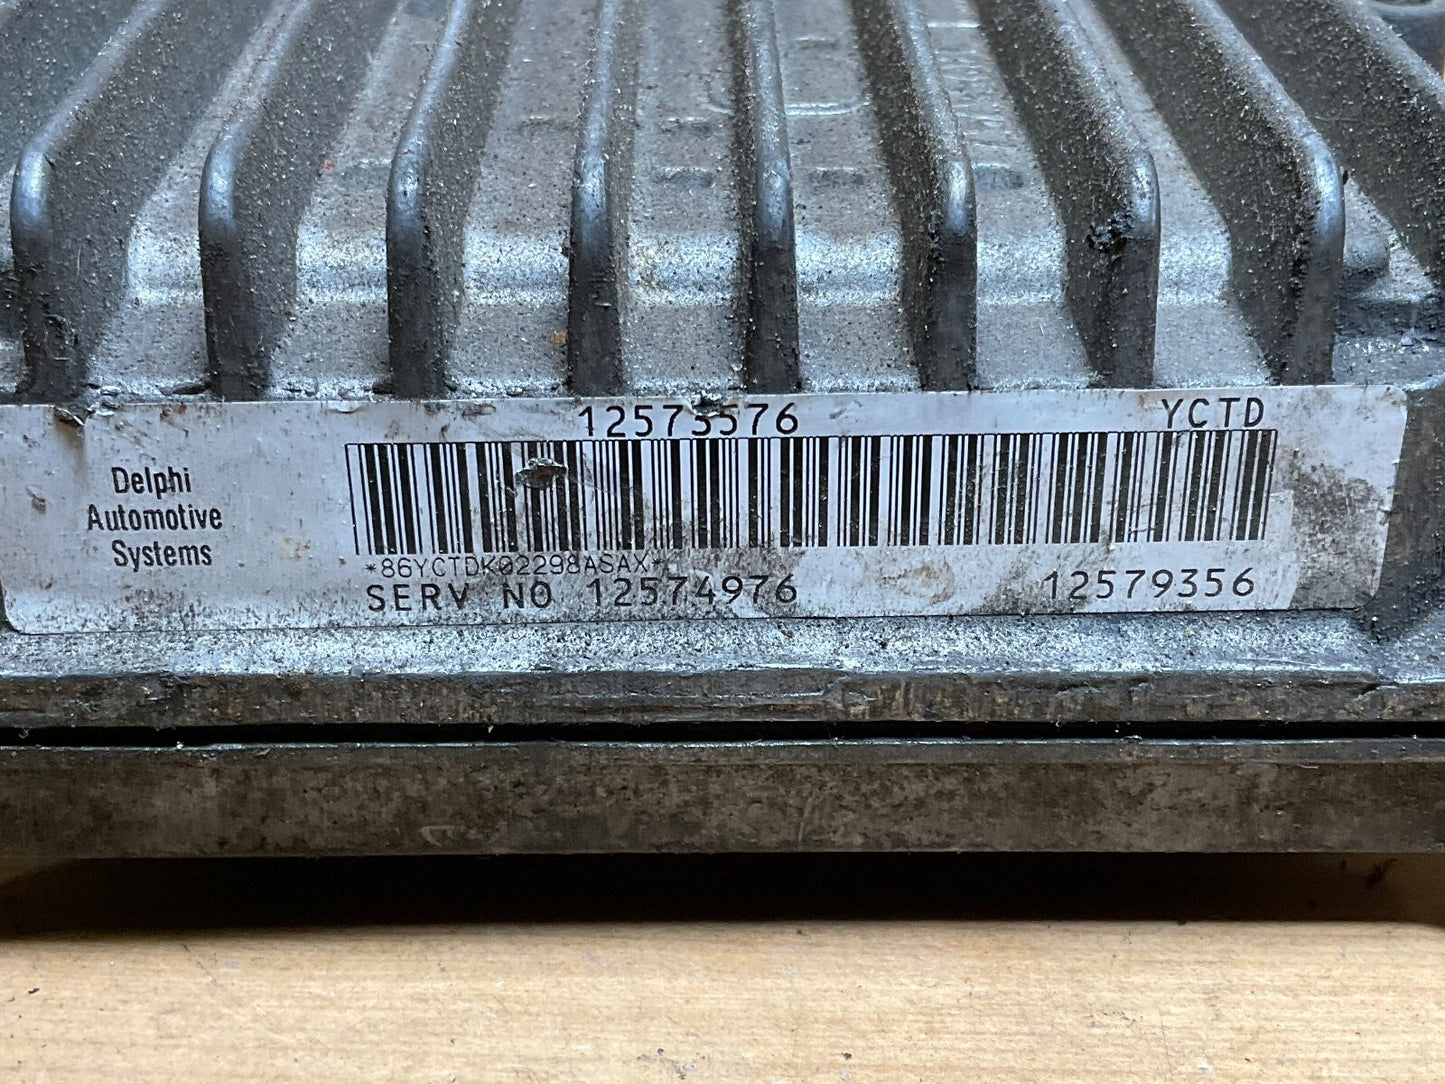 12573576 YCTD
Delphi
Automotive
Systems
*86YCTDK02298ASAX*
SERV NO 12574976 12579356